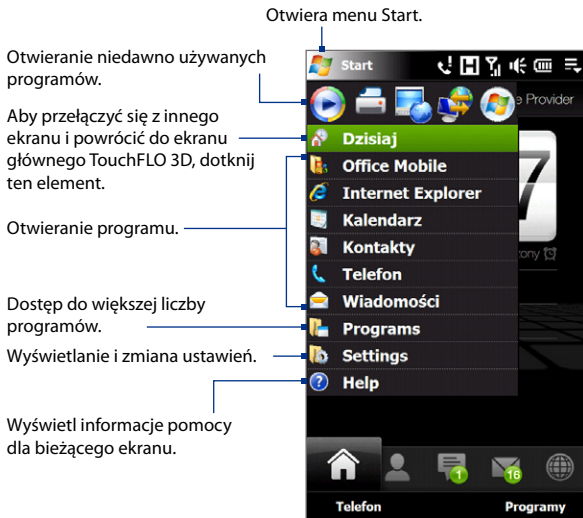 Otwiera menu Start.
Otwieranie niedawno używanych
programów.
Aby przełączyć się z innego
ekranu i powrócić do ekranu
głównego TouchFLO 3D, dotknij
ten element.
Otwieranie programu.
Dostęp do większej liczby
programów.
Wyświetlanie i zmiana ustawień.
Wyświetl informacje pomocy
dla bieżącego ekranu.
Start
H
e Provider
Dzisiaj
7
Office Mobile
Internet Explorer
Kalendarz
Kontakty
ony
Telefon
Wiadomości
Programs
Settings
? Help
1
16
Telefon Programy